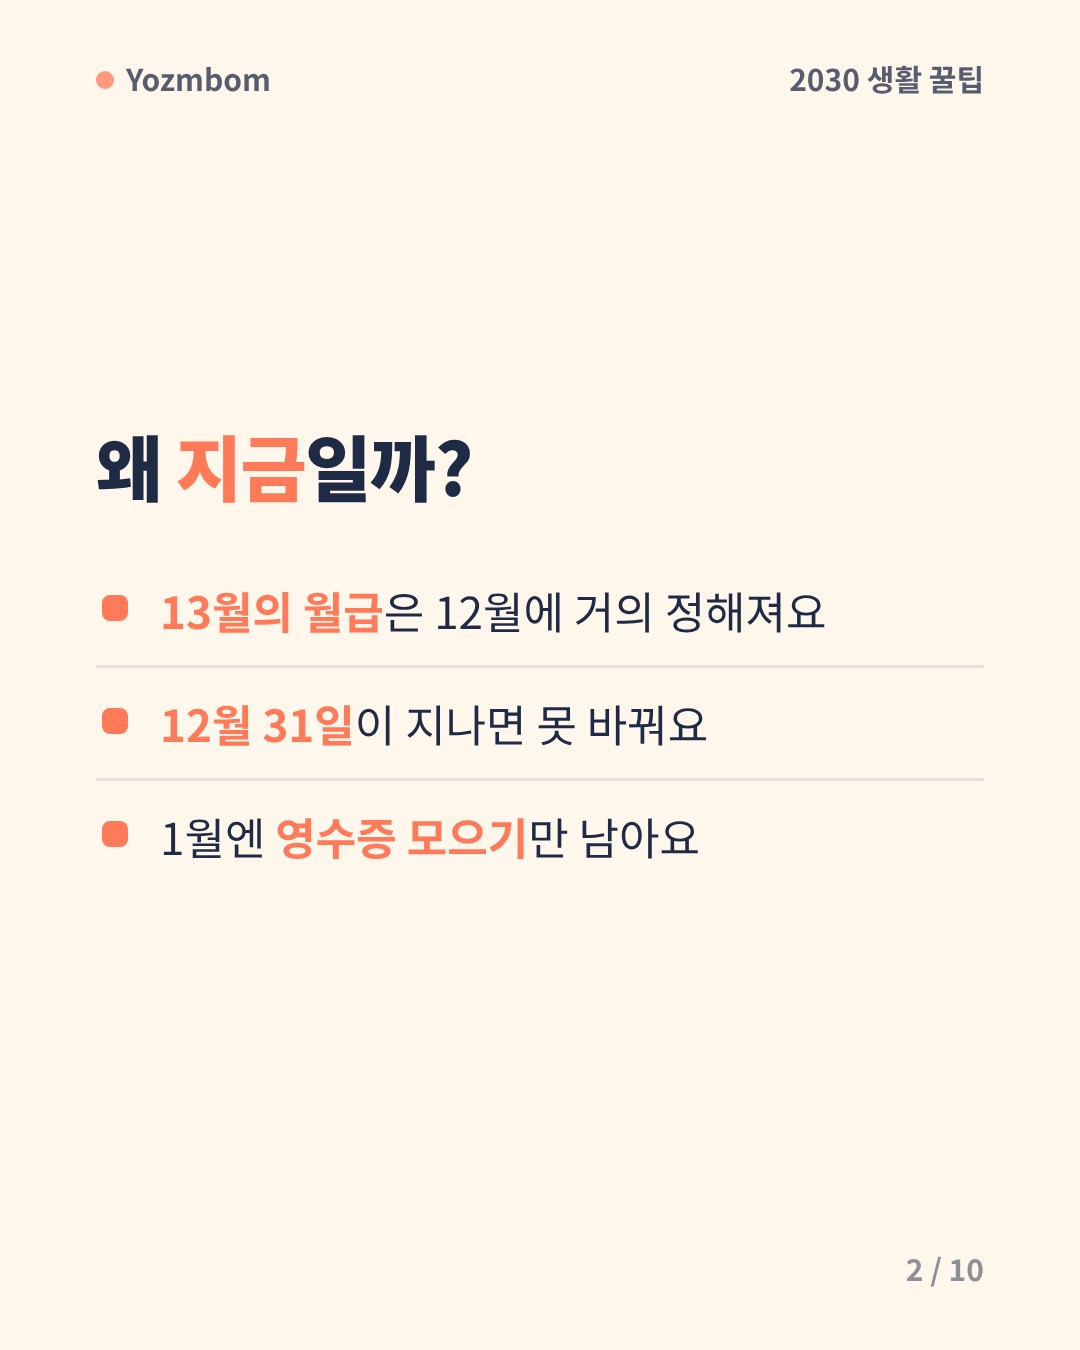 Yozmbom
2030 생활 꿀팁
왜 지금일까?
13월의 월급은 12월에 거의 정해져요
12월 31일이 지나면 못 바꿔요
1월엔 영수증 모으기만 남아요
2 / 10